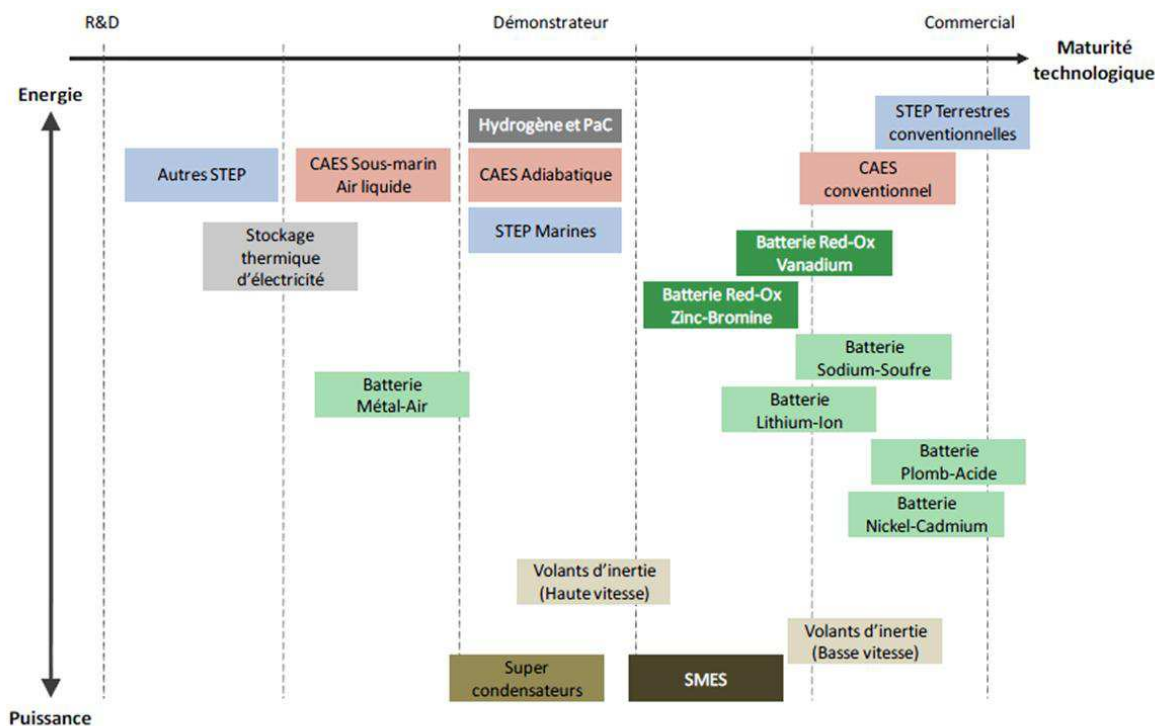 R&D
Démonstrateur
Commercial
Maturité
technologique
Energie
STEP Terrestres
conventionnelles
Hydrogène et PaC
Autres STEP
CAES Sous-marin
Air liquide
CAES Adiabatique
CAES
conventionnel
STEP Marines
Stockage
thermique
d'électricité
Batterie Red-Ox
Vanadium
Batterie Red-Ox
Zinc-Bromine
Batterie
Sodium-Soufre
Batterie
Métal-Air
Batterie
Lithium-Ion
Batterie
Plomb-Acide
Batterie
Nickel-Cadmium
Volants d'inertie
(Haute vitesse)
Volants d'inertie
(Basse vitesse)
Super
condensateurs
SMES
Puissance